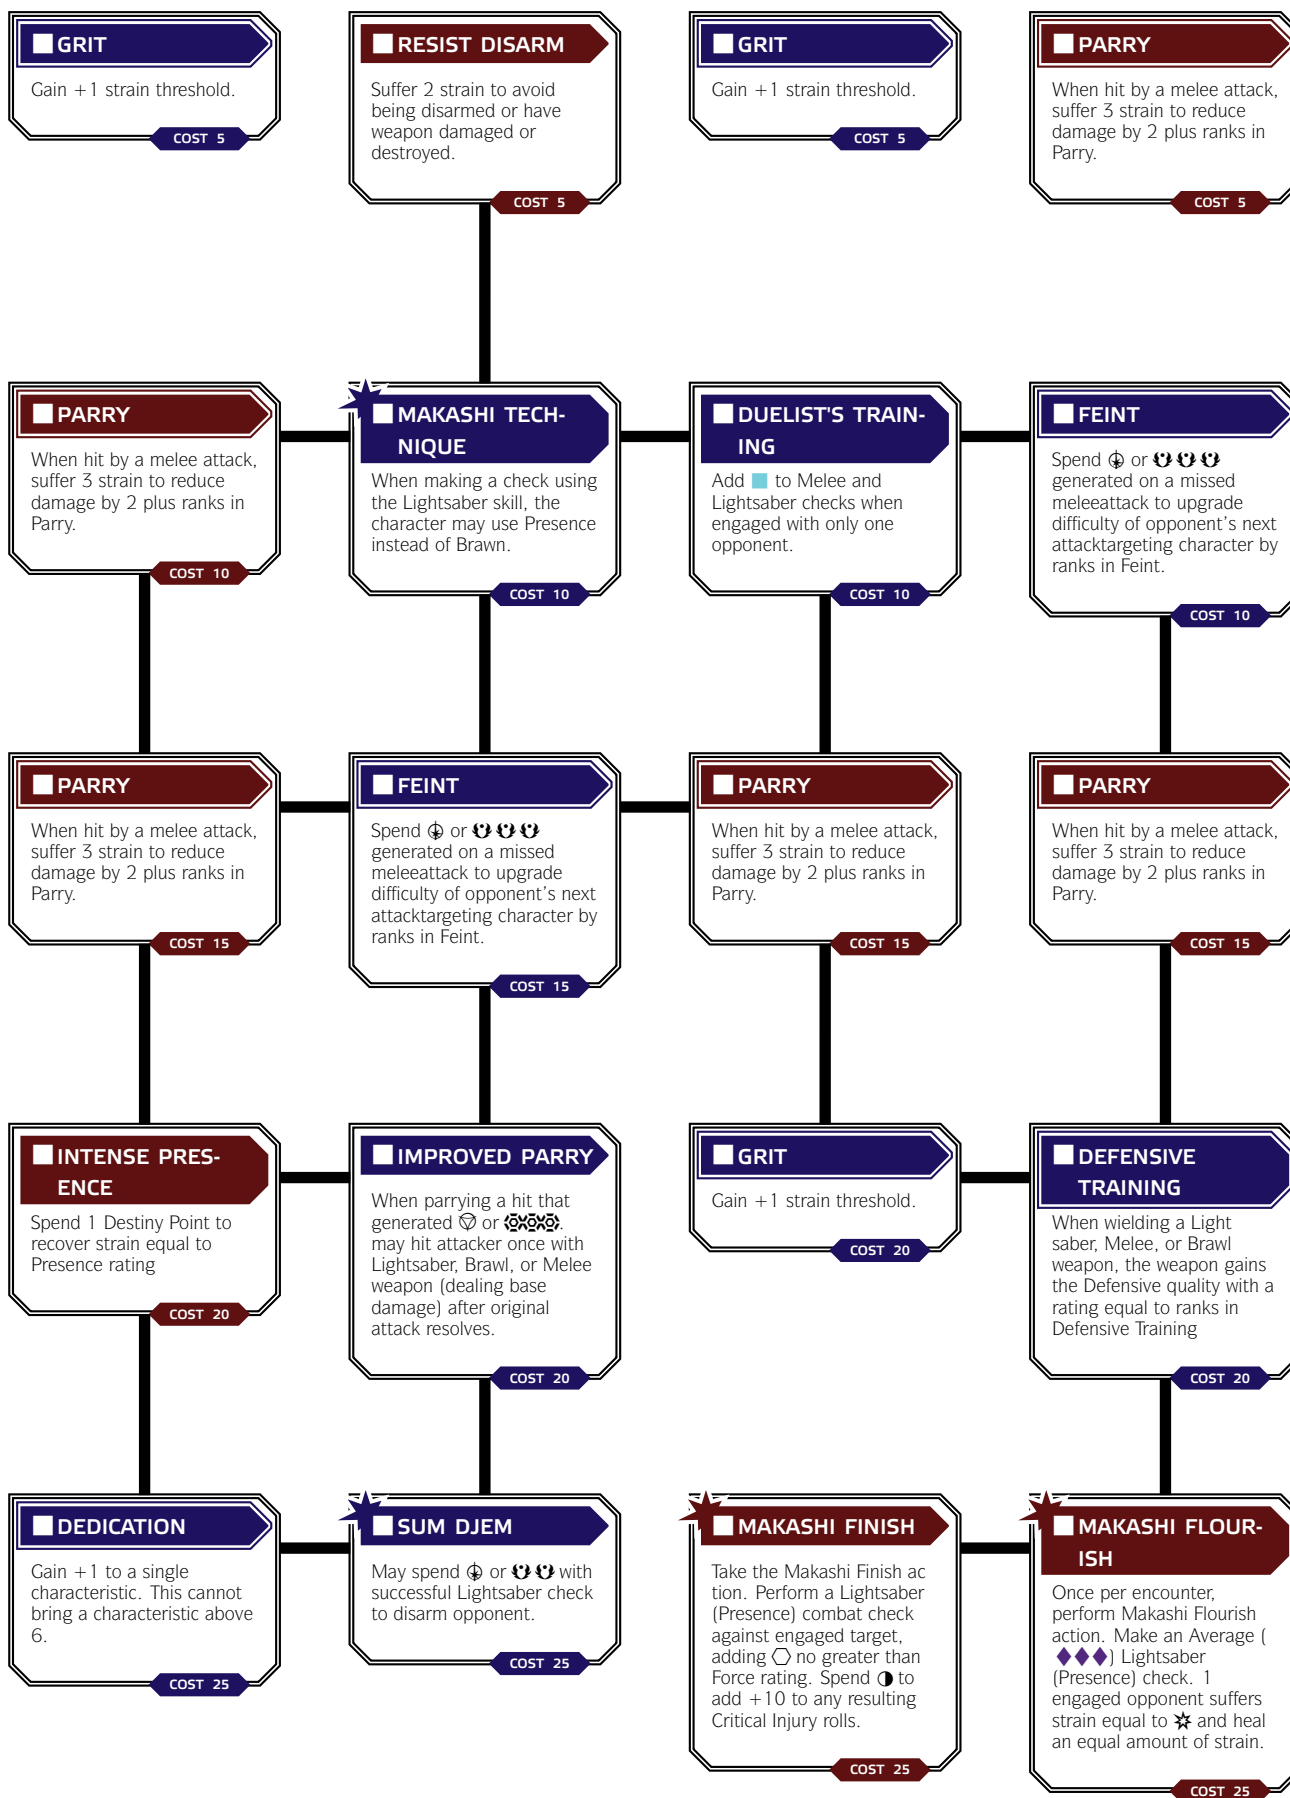 GRIT
Gain +1 strain threshold.
COST 5
RESIST DISARM
Suffer 2 strain to avoid
being disarmed or have
weapon damaged or
destroyed.
COST 5
GRIT
Gain +1 strain threshold.
COST 5
PARRY
When hit by a melee attack,
suffer 3 strain to reduce
damage by 2 plus ranks in
Parry.
COST 5
PARRY
When hit by a melee attack,
suffer 3 strain to reduce
damage by 2 plus ranks in
Parry.
COST 10
MAKASHI TECH-
NIQUE
When making a check using
the Lightsaber skill, the
character may use Presence
instead of Brawn.
COST 10
DUELIST'S TRAIN-
ING
Add to Melee and
Lightsaber checks when
engaged with only one
opponent.
COST 10
FEINT
Spend or
generated on a missed
meleeattack to upgrade
difficulty of opponent's next
attacktargeting character by
ranks in Feint.
COST 10
PARRY
When hit by a melee attack,
suffer 3 strain to reduce
damage by 2 plus ranks in
Parry.
COST 15
FEINT
Spend or
generated on a missed
meleeattack to upgrade
difficulty of opponent's next
attacktargeting character by
ranks in Feint.
COST 15
PARRY
When hit by a melee attack,
suffer 3 strain to reduce
damage by 2 plus ranks in
Parry.
COST 15
PARRY
When hit by a melee attack,
suffer 3 strain to reduce
damage by 2 plus ranks in
Parry.
COST 15
INTENSE PRES-
ENCE
Spend 1 Destiny Point to
recover strain equal to
Presence rating
COST 20
IMPROVED PARRY
When parrying a hit that
generated or .
may hit attacker once with
Lightsaber, Brawl, or Melee
weapon (dealing base
damage) after original
attack resolves.
COST 20
GRIT
Gain +1 strain threshold.
COST 20
DEFENSIVE
TRAINING
When wielding a Light
saber, Melee, or Brawl
weapon, the weapon gains
the Defensive quality with a
rating equal to ranks in
Defensive Training
COST 20
DEDICATION
Gain +1 to a single
characteristic. This cannot
bring a characteristic above
6.
COST 25
SUM DJEM
May spend or with
successful Lightsaber check
to disarm opponent.
COST 25
MAKASHI FINISH
Take the Makashi Finish ac
tion. Perform a Lightsaber
(Presence) combat check
against engaged target,
adding no greater than
Force rating. Spend to
add +10 to any resulting
Critical Injury rolls.
COST 25
MAKASHI FLOUR-
ISH
Once per encounter,
perform Makashi Flourish
action. Make an Average (
♦♦♦) Lightsaber
(Presence) check. 1
engaged opponent suffers
strain equal to and heal
an equal amount of strain.
COST 25